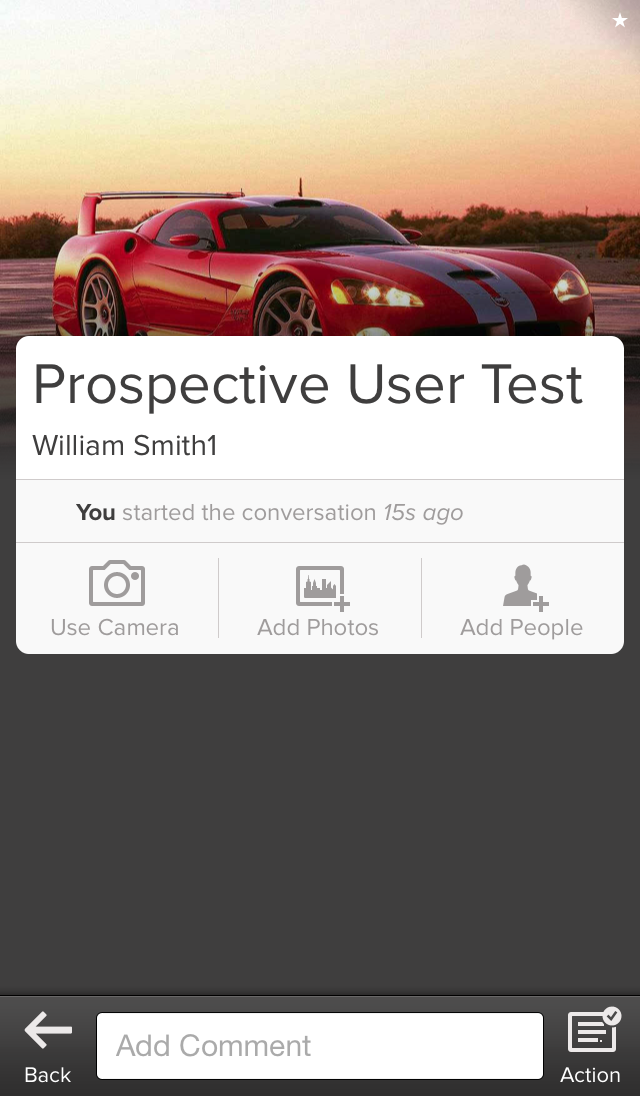 Prospective User Test
William Smith1
You started the conversation 15s ago
Use Camera
Add Photos
Add People
Back
Add Comment
Action